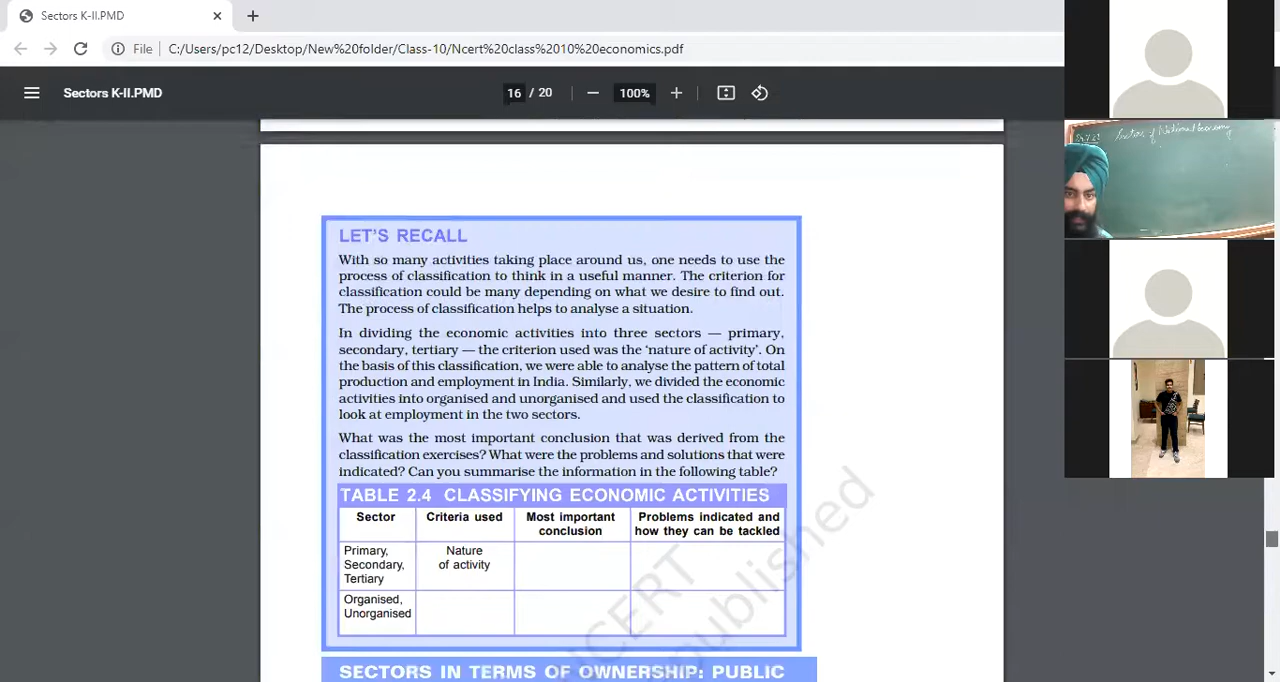 Sectors K-II.PMD
File
C:/Users/pc12/Desktop/New%20folder/Class-10/Ncert%20class%2010%20economics.pdf
Sectors K-II.PMD
16 / 20
100%
LET'S RECALL
With so many activities taking place around us, one needs to use the
process of classification to think in a useful manner. The criterion for
classification could be many depending on what we desire to find out.
The process of classification helps to analyse a situation.
In dividing the economic activities into three sectors — primary,
secondary, tertiary — the criterion used was the 'nature of activity'. On
the basis of this classification, we were able to analyse the pattern of total
production and employment in India. Similarly, we divided the economic
activities into organised and unorganised and used the classification to
look at employment in the two sectors.
What was the most important conclusion that was derived from the
classification exercises? What were the problems and solutions that were
indicated? Can you summarise the information in the following table?
TABLE 2.4 CLASSIFYING ECONOMIC ACTIVITIES
Sector
Criteria used
Most important
conclusion
Problems indicated and
how they can be tackled
Primary,
Secondary,
Tertiary
Nature
of activity
Organised,
Unorganised
SECTORS IN TERMS OF OWNERSHIP: PUBLIC
NCERT
published
Sectors of National Economy